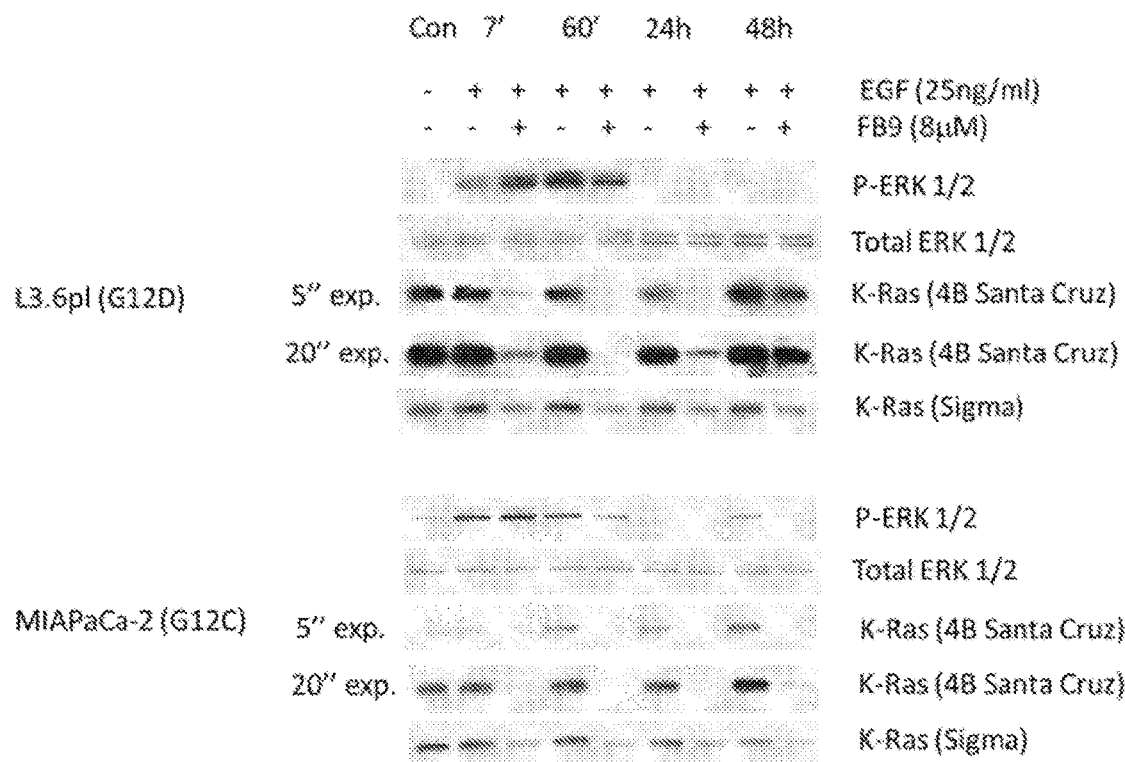 Con 7' 60' 24h 48h
- + + + + + + + + EGF (25ng/ml)
- - + - + - + - + FB9 (8μM)
P-ERK 1/2
Total ERK 1/2
L3.6pl (G12D)
5'' exp. K-Ras (4B Santa Cruz)
20'' exp. K-Ras (4B Santa Cruz)
K-Ras (Sigma)
P-ERK 1/2
Total ERK 1/2
MIAPaCa-2 (G12C)
5'' exp. K-Ras (4B Santa Cruz)
20'' exp. K-Ras (4B Santa Cruz)
K-Ras (Sigma)